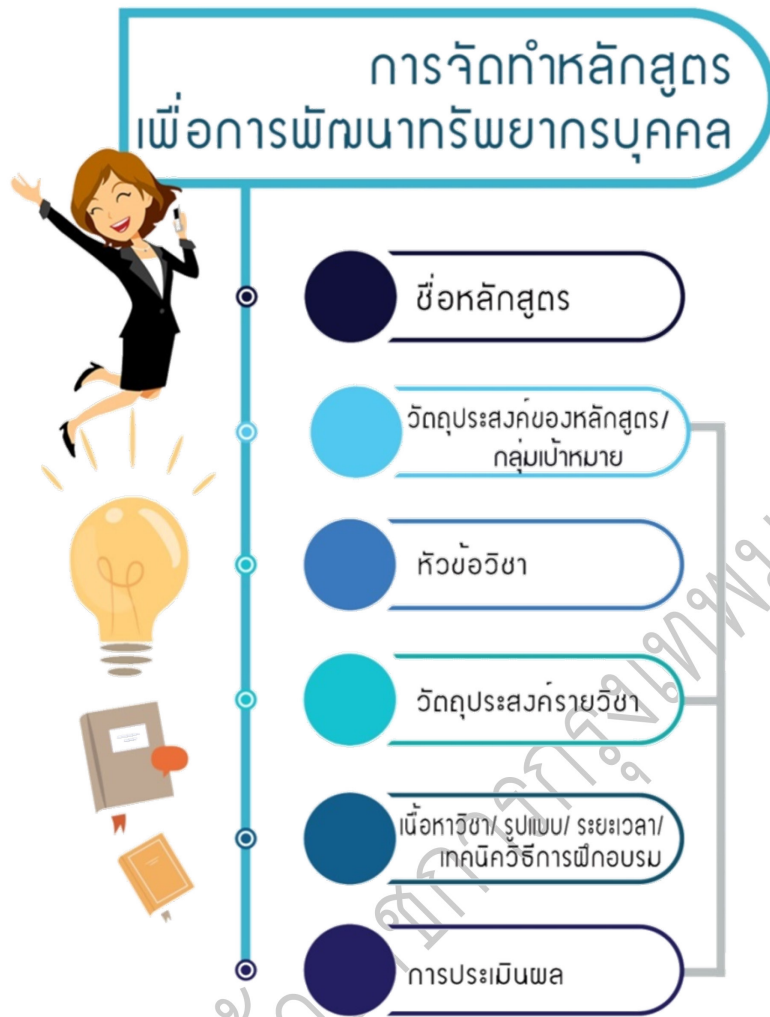 การจัดทำหลักสูตร
เพื่อการพัฒนาทรัพยากรบุคคล
ชื่อหลักสูตร
วัตถุประสงค์ของหลักสูตร/
กลุ่มเป้าหมาย
หัวข้อวิชา
วัตถุประสงค์รายวิชา
เนื้อหาวิชา/ รูปแบบ/ ระยะเวลา/
เทคนิควิธีการฝึกอบรม
การประเมินผล